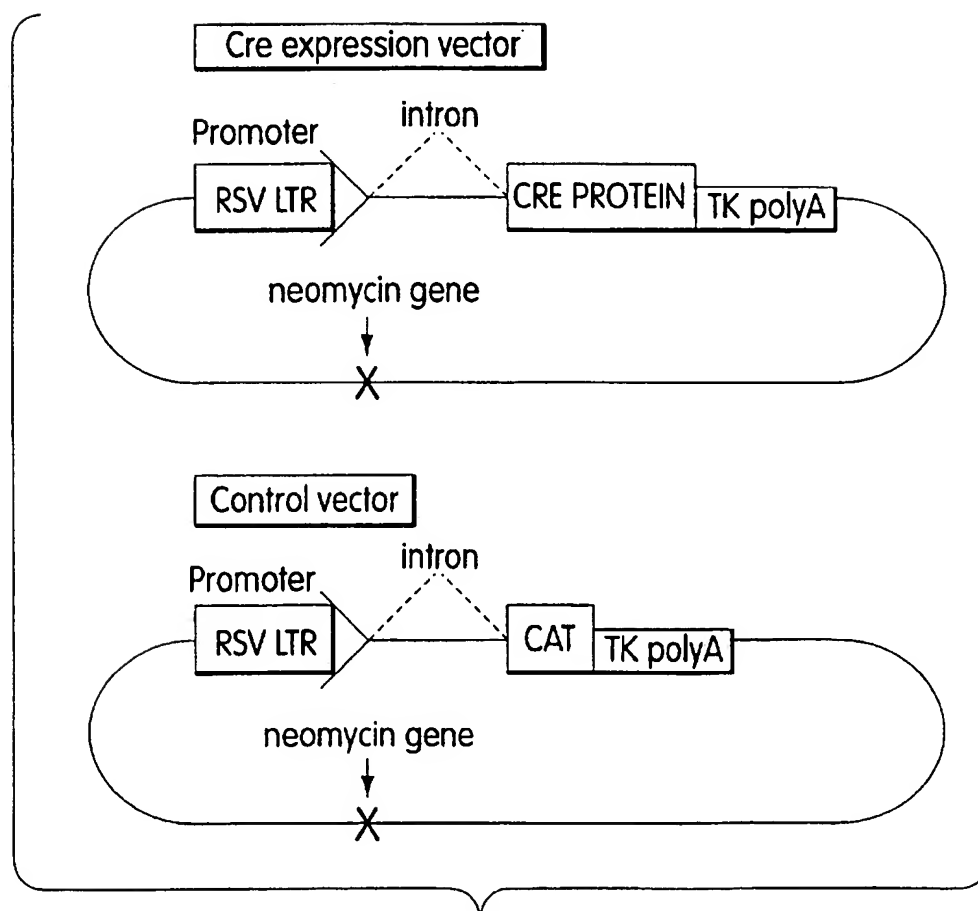 Cre expression vector
intron
Promoter
RSV LTR
CRE PROTEIN
TK polyA
neomycin gene
X
Control vector
intron
Promoter
RSV LTR
CAT
TK polyA
neomycin gene
X